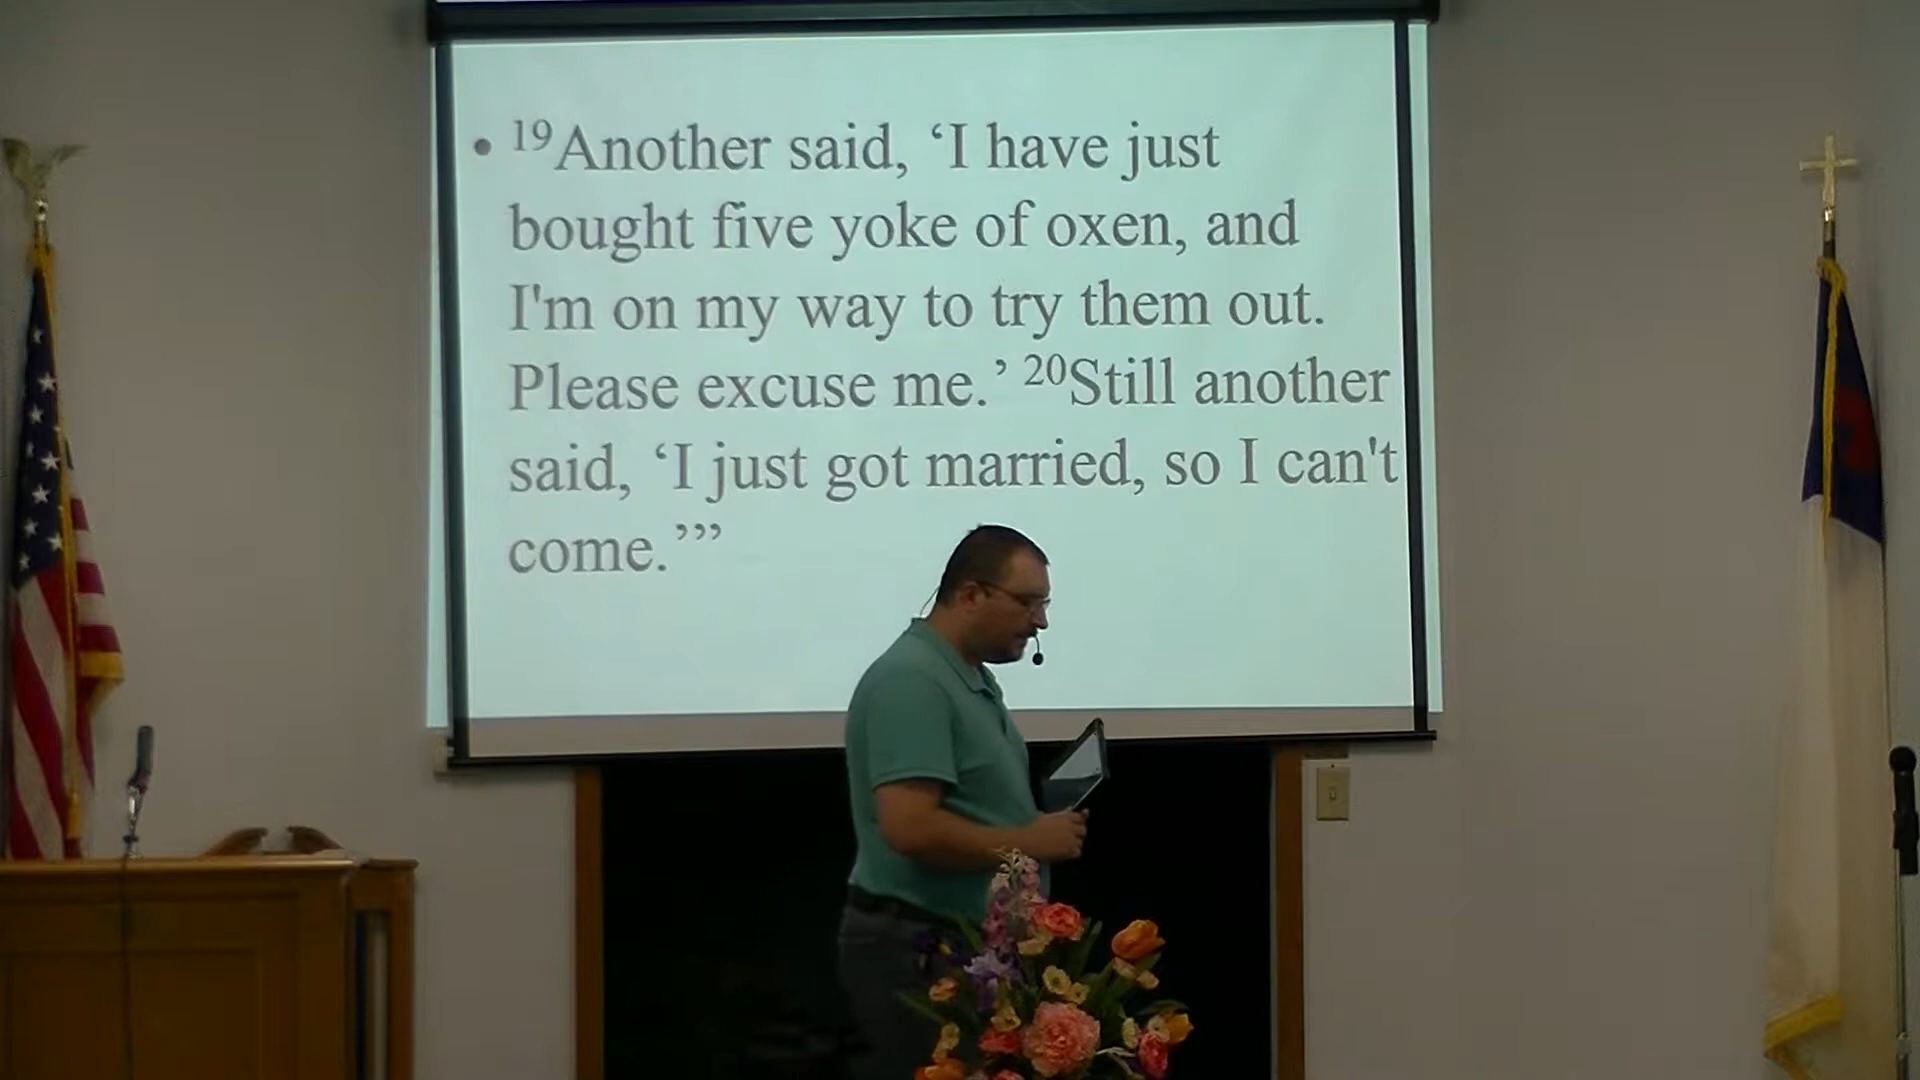 • ¹⁹Another said, ‘I have just
bought five yoke of oxen, and
I'm on my way to try them out.
Please excuse me.’ ²⁰Still another
said, ‘I just got married, so I can't
come.’”’